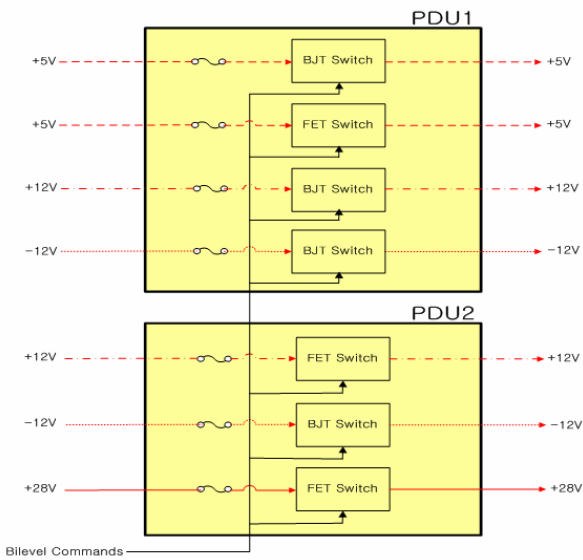 PDU1
+5V BJT Switch +5V
+5V FET Switch +5V
+12V BJT Switch +12V
−12V BJT Switch −12V
PDU2
+12V FET Switch +12V
−12V BJT Switch −12V
+28V FET Switch +28V
Bilevel Commands